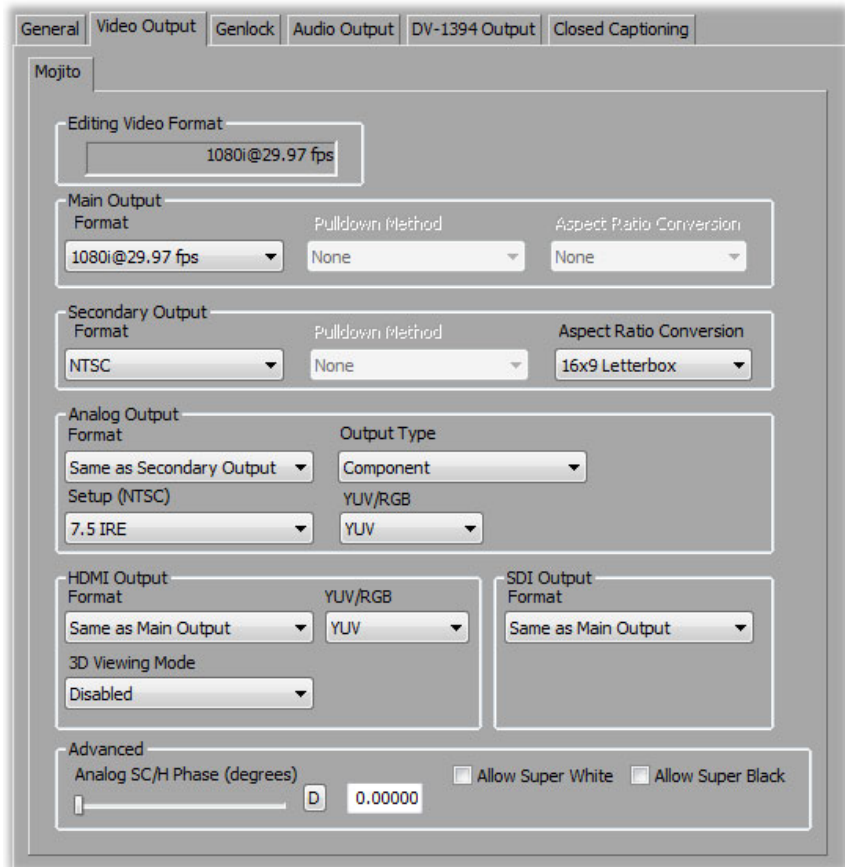 General Video Output Genlock Audio Output DV-1394 Output Closed Captioning
Mojito
Editing Video Format
1080i@29.97 fps
Main Output
Format Pulldown Method Aspect Ratio Conversion
1080i@29.97 fps None None
Secondary Output
Format Pulldown Method Aspect Ratio Conversion
NTSC None 16x9 Letterbox
Analog Output
Format Output Type
Same as Secondary Output Component
Setup (NTSC) YUV/RGB
7.5 IRE YUV
HDMI Output SDI Output
Format YUV/RGB Format
Same as Main Output YUV Same as Main Output
3D Viewing Mode
Disabled
Advanced
Analog SC/H Phase (degrees) Allow Super White Allow Super Black
D 0.00000